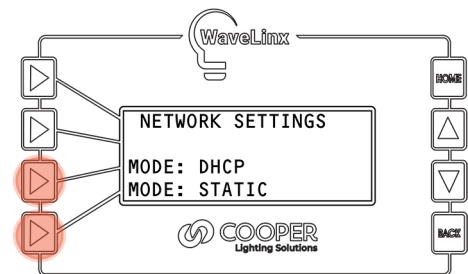 WaveLinx
HOME
NETWORK SETTINGS
MODE: DHCP
MODE: STATIC
BACK
COOPER
Lighting Solutions